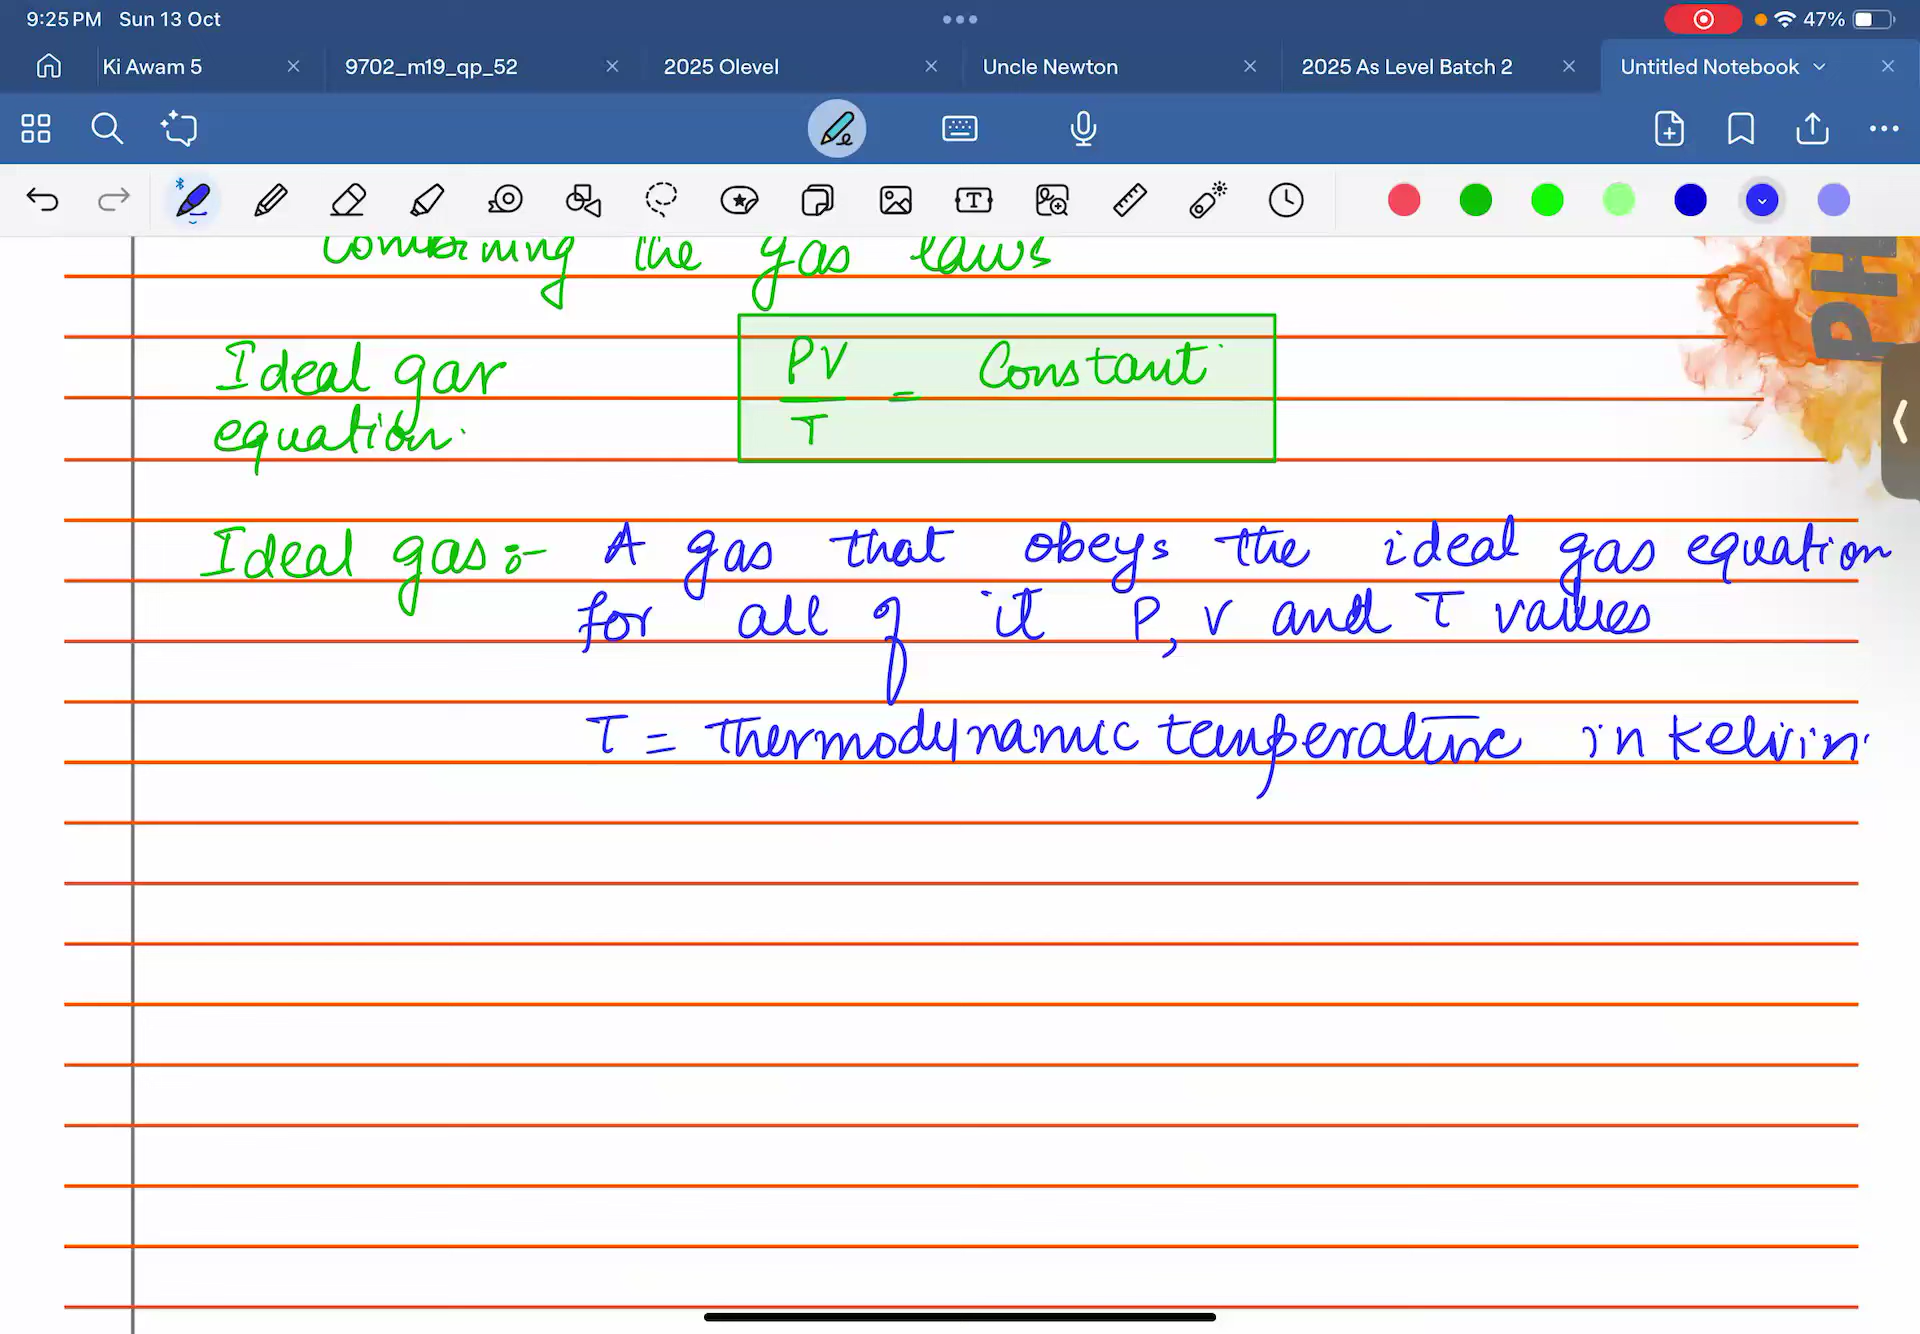 9:25 PM Sun 13 Oct
47%
Ki Awam 5
9702_m19_qp_52
2025 Olevel
Uncle Newton
2025 As Level Batch 2
Untitled Notebook
Combining the gas laws
PH
Ideal gas equation.
PV/T = Constant
Ideal gas :- A gas that obeys the ideal gas equation
for all of it P, V and T values
T = thermodynamic temperature in Kelvin.